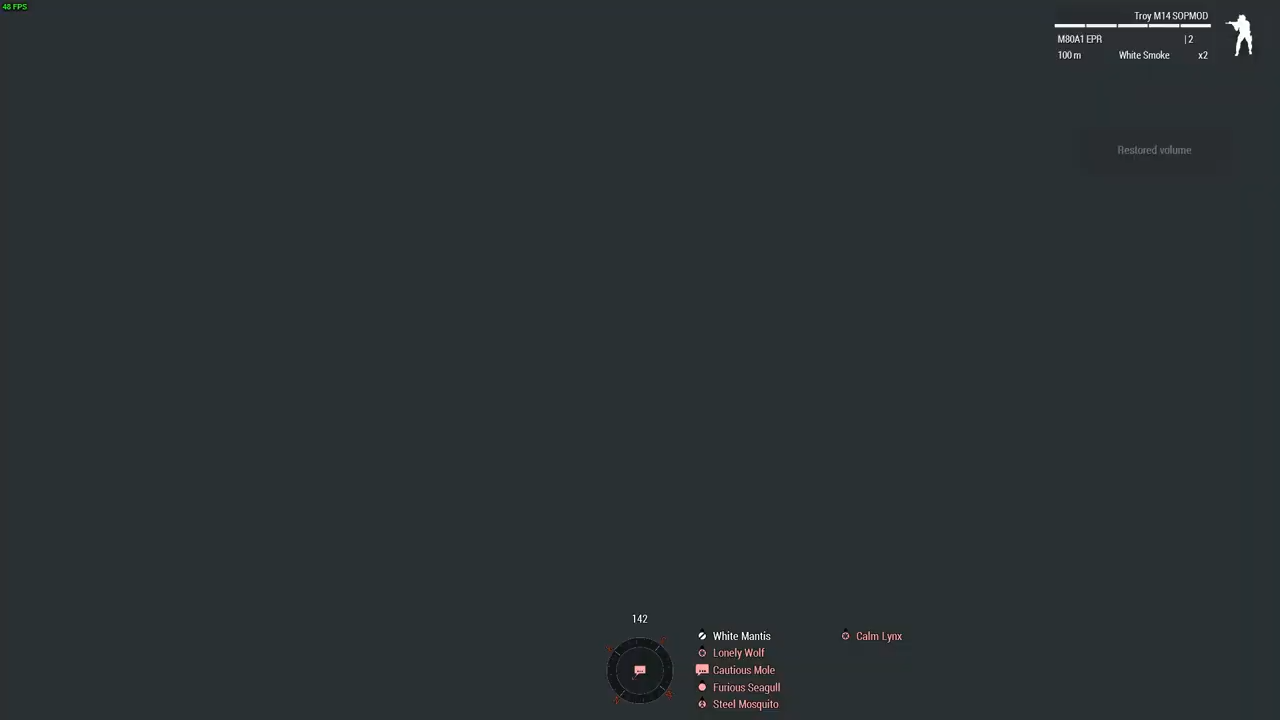 48 FPS
Troy M14 SOPMOD
M80A1 EPR | 2
100 m White Smoke x2
Restored volume
142
White Mantis Calm Lynx
Lonely Wolf
Cautious Mole
Furious Seagull
Steel Mosquito